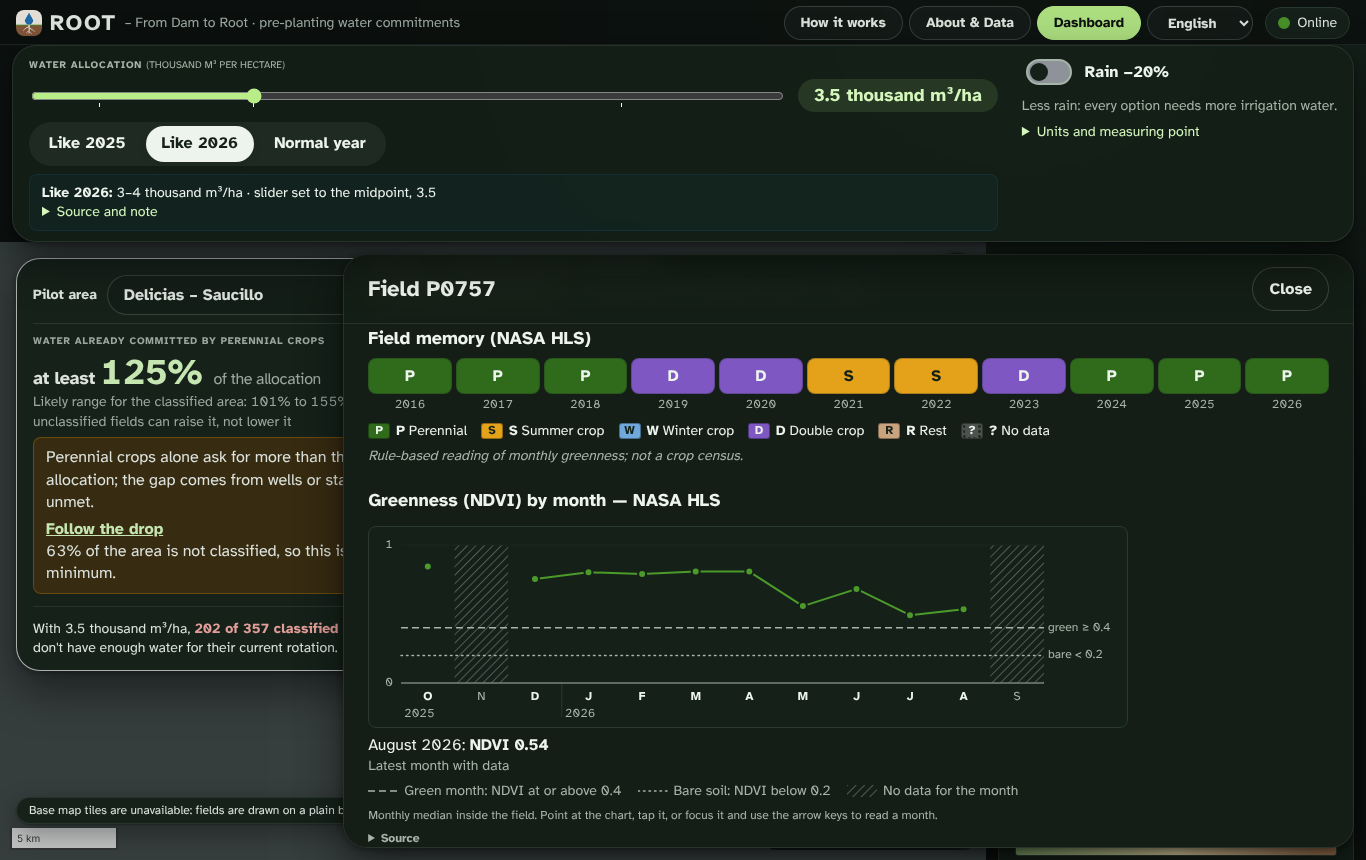 ROOT – From Dam to Root · pre-planting water commitments
How it works
About & Data
Dashboard
English
Online
WATER ALLOCATION (THOUSAND M³ PER HECTARE)
3.5 thousand m³/ha
Like 2025
Like 2026
Normal year
Like 2026: 3–4 thousand m³/ha · slider set to the midpoint, 3.5
Source and note
Rain −20%
Less rain: every option needs more irrigation water.
Units and measuring point
Pilot area
Delicias – Saucillo
WATER ALREADY COMMITTED BY PERENNIAL CROPS
at least 125% of the allocation
Likely range for the classified area: 101% to 155%
unclassified fields can raise it, not lower it
Perennial crops alone ask for more than
allocation; the gap comes from wells or
unmet.
Follow the drop
63% of the area is not classified, so this
minimum.
With 3.5 thousand m³/ha, 202 of 357 classified
don't have enough water for their current rotation.
Base map tiles are unavailable: fields are drawn on a plain
5 km
Field P0757
Close
Field memory (NASA HLS)
P P P D D S S D P P P
2016 2017 2018 2019 2020 2021 2022 2023 2024 2025 2026
P P Perennial S S Summer crop W W Winter crop D D Double crop R R Rest ? ? No data
Rule-based reading of monthly greenness; not a crop census.
Greenness (NDVI) by month — NASA HLS
1
green ≥ 0.4
bare < 0.2
0
O N D J F M A M J J A S
2025 2026
August 2026: NDVI 0.54
Latest month with data
Green month: NDVI at or above 0.4 Bare soil: NDVI below 0.2 No data for the month
Monthly median inside the field. Point at the chart, tap it, or focus it and use the arrow keys to read a month.
Source